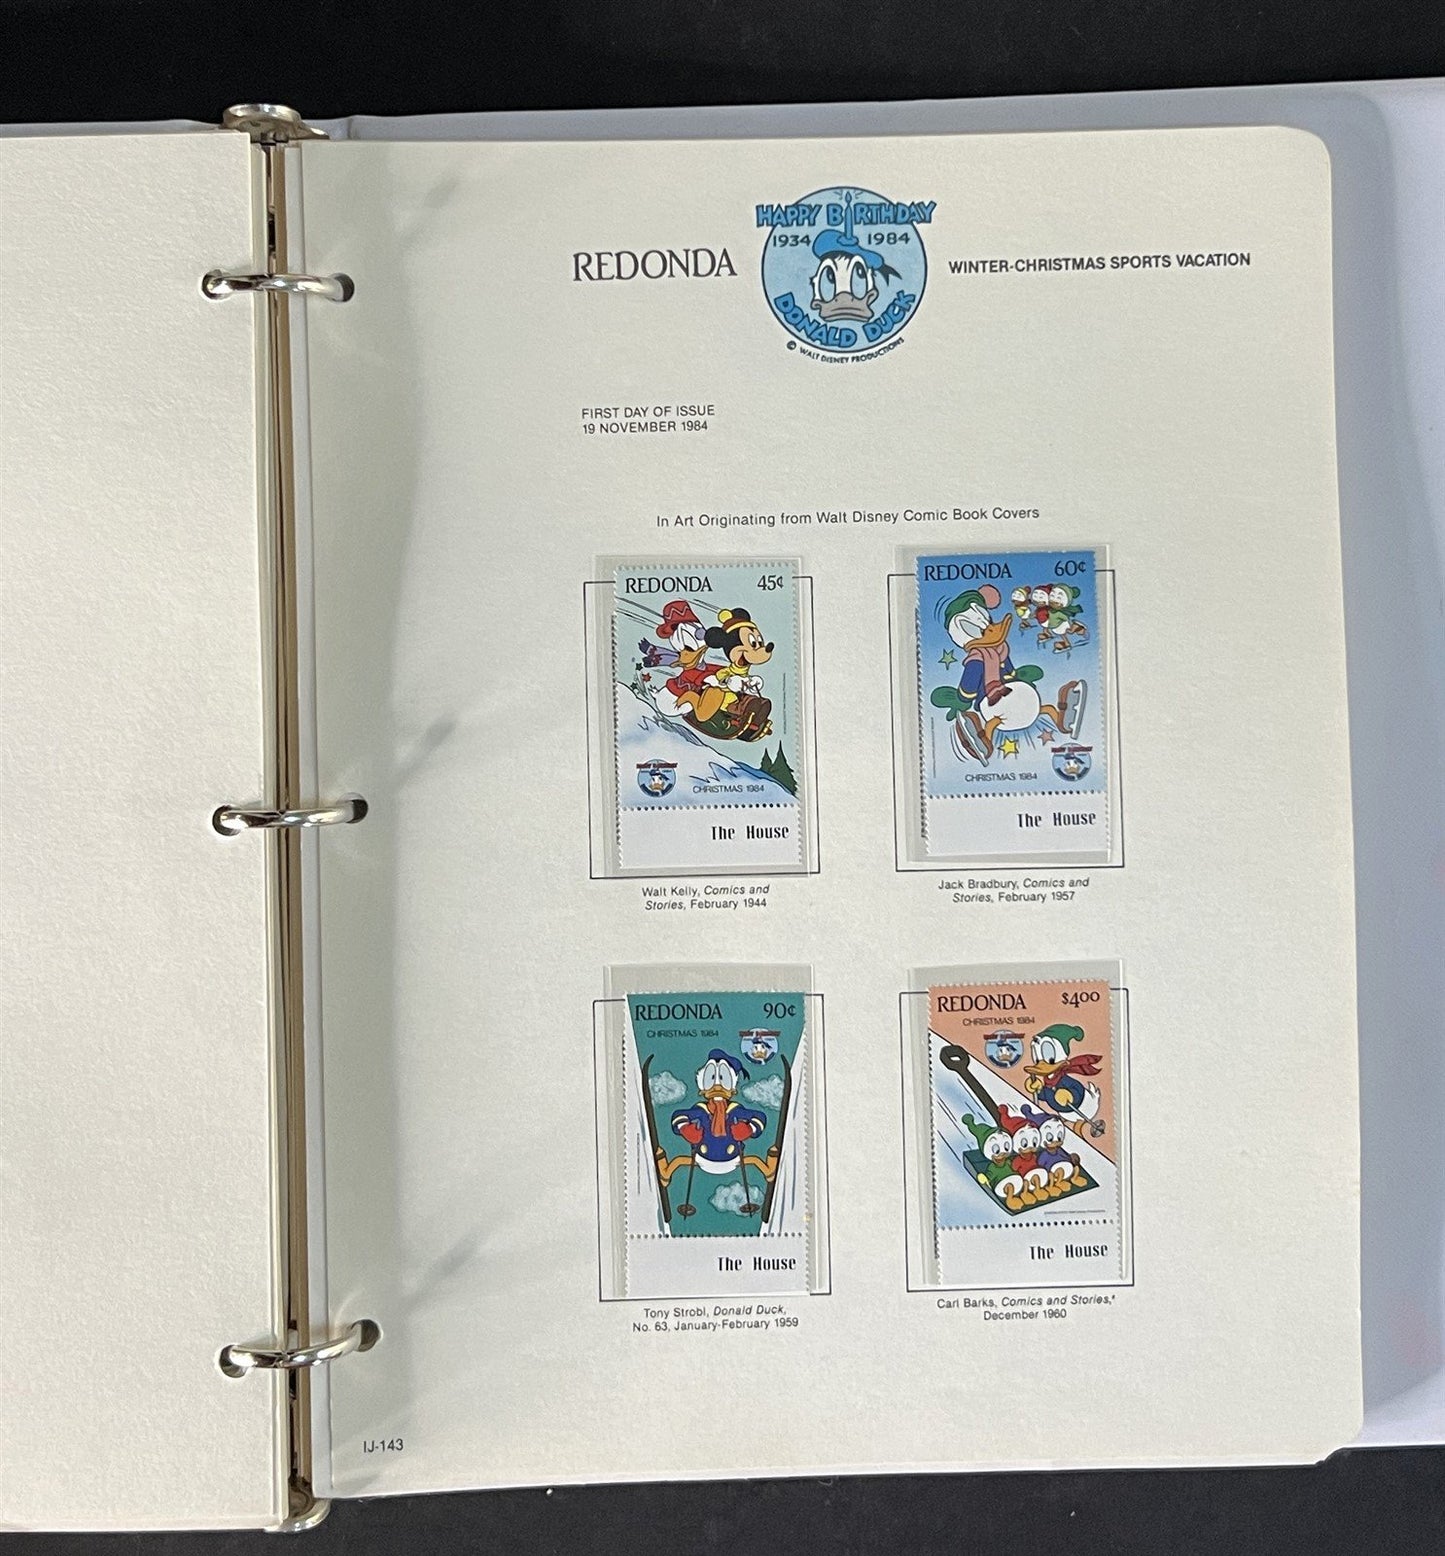 HAPPY BIRTHDAY
1934 1984
DONALD DUCK
© WALT DISNEY PRODUCTIONS
REDONDA
WINTER-CHRISTMAS SPORTS VACATION
FIRST DAY OF ISSUE
19 NOVEMBER 1984
In Art Originating from Walt Disney Comic Book Covers
REDONDA 45¢
CHRISTMAS 1984
The House
Walt Kelly, Comics and
Stories, February 1944
REDONDA 60¢
CHRISTMAS 1984
The House
Jack Bradbury, Comics and
Stories, February 1957
REDONDA 90¢
CHRISTMAS 1984
The House
Tony Strobl, Donald Duck,
No. 63, January-February 1959
REDONDA $4.00
CHRISTMAS 1984
The House
Carl Barks, Comics and Stories,
December 1960
IJ-143